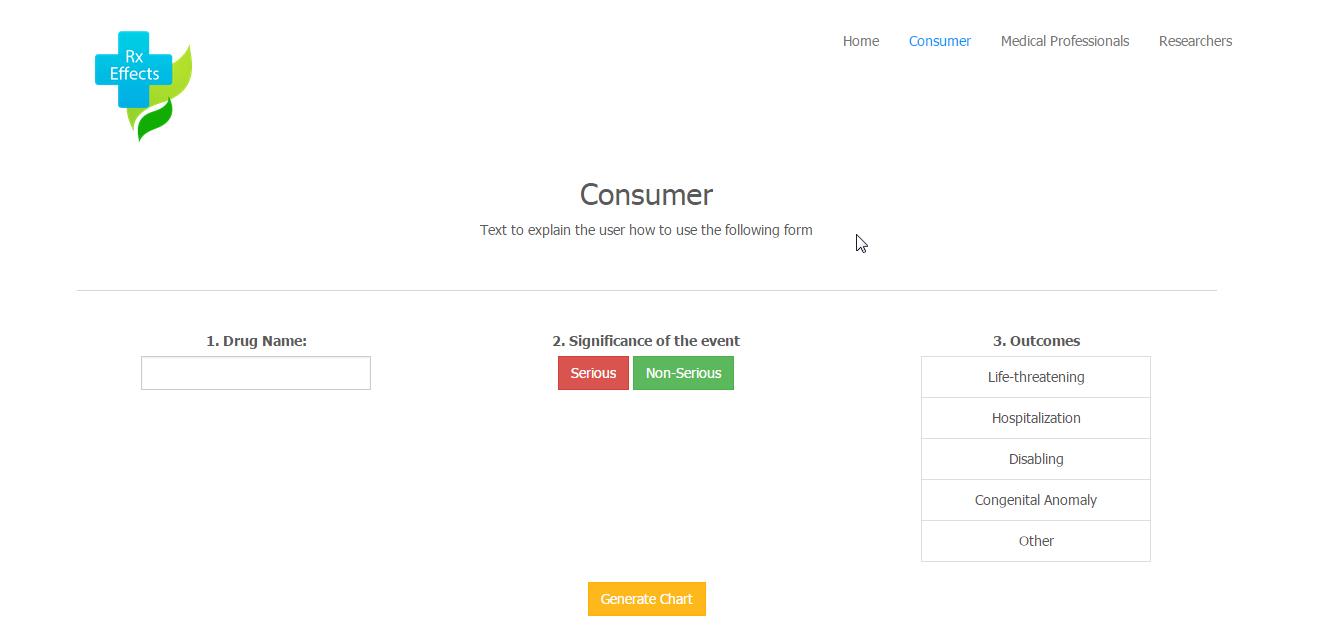 Rx
Effects
Home Consumer Medical Professionals Researchers
Consumer
Text to explain the user how to use the following form
1. Drug Name:
2. Significance of the event
Serious Non-Serious
3. Outcomes
Life-threatening
Hospitalization
Disabling
Congenital Anomaly
Other
Generate Chart